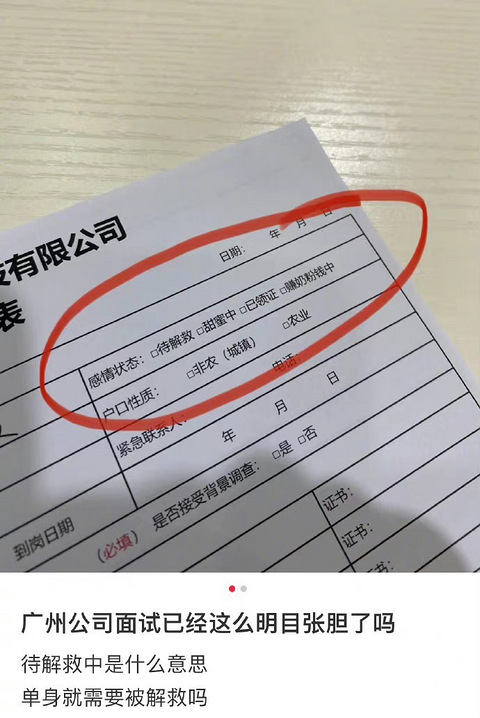 技有限公司
表
日期： 年 月 日
感情状态：□待解救 □甜蜜中 □已领证 □赚奶粉钱中
户口性质： □非农（城镇） □农业
紧急联系人： 电话：
年 月 日
到岗日期
（必填） 是否接受背景调查：□是 □否
证书：
证书：
证书：
广州公司面试已经这么明目张胆了吗
待解救中是什么意思
单身就需要被解救吗